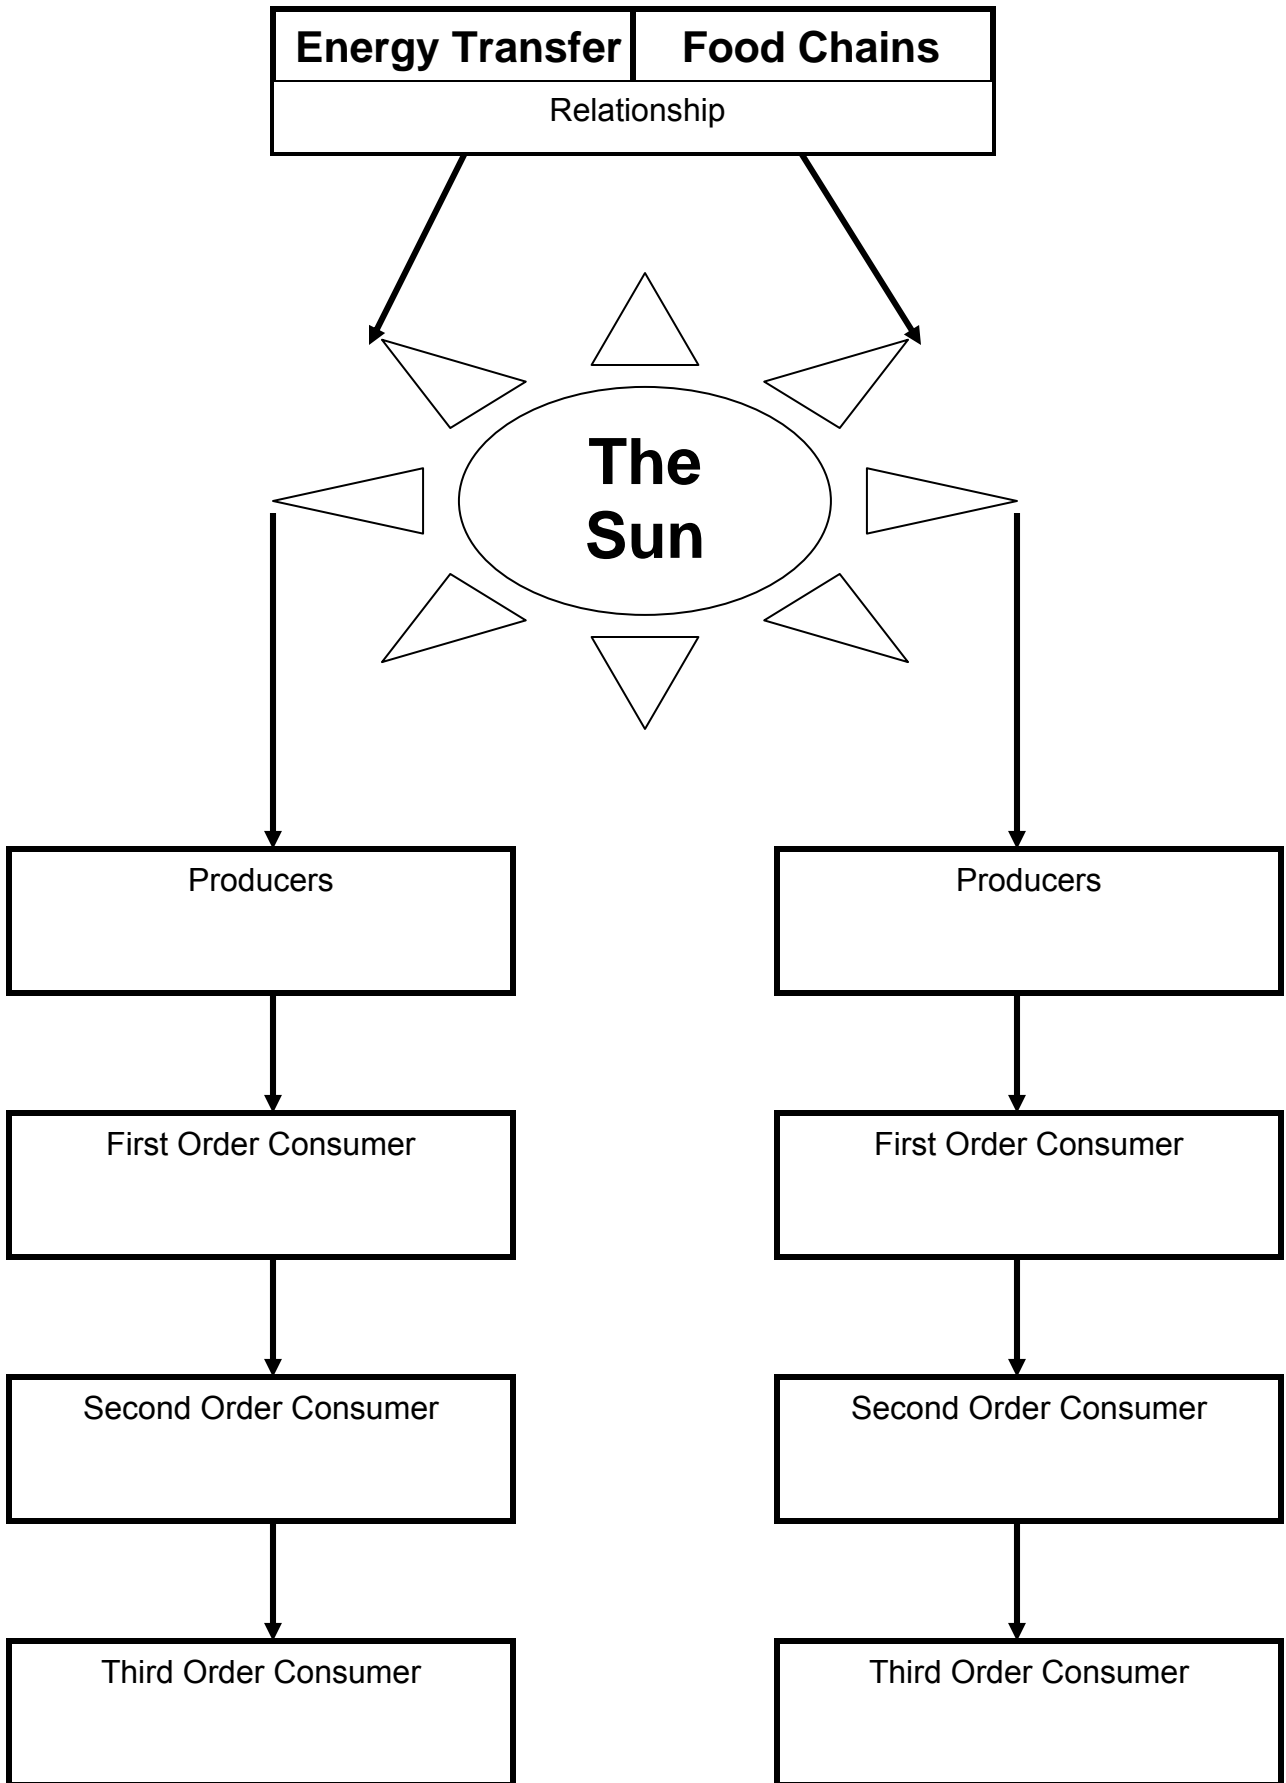 Energy Transfer Food Chains
Relationship
The
Sun
Producers Producers
First Order Consumer First Order Consumer
Second Order Consumer Second Order Consumer
Third Order Consumer Third Order Consumer